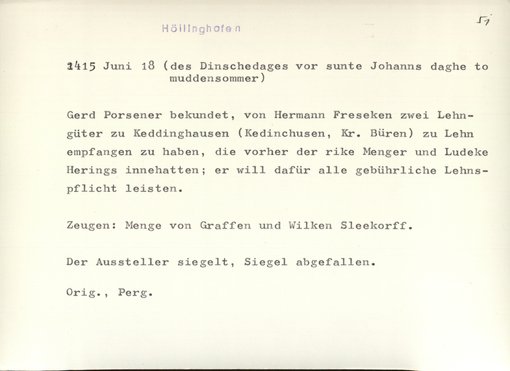 Höllinghofen
51
1415 Juni 18 (des Dinschedages vor sunte Johanns daghe to
muddensommer)
Gerd Porsener bekundet, von Hermann Freseken zwei Lehn-
güter zu Keddinghausen (Kedinchusen, Kr. Büren) zu Lehn
empfangen zu haben, die vorher der rike Menger und Ludeke
Herings innehatten; er will dafür alle gebührliche Lehns-
pflicht leisten.
Zeugen: Menge von Graffen und Wilken Sleekorff.
Der Aussteller siegelt, Siegel abgefallen.
Orig., Perg.